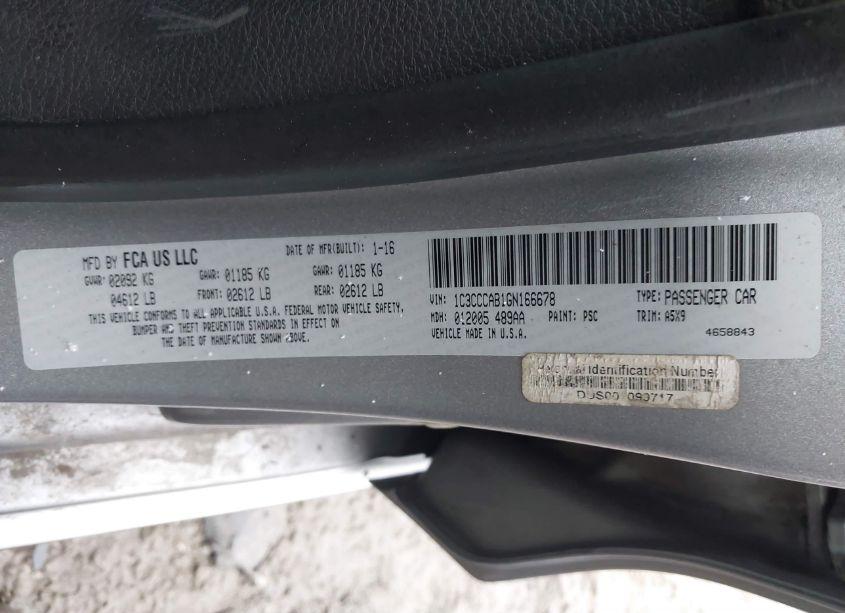 MFD BY FCA US LLC DATE OF MFR(BUILT): 1-16
GVWR: 02092 KG GAWR: 01185 KG GAWR: 01185 KG
04612 LB FRONT: 02612 LB REAR: 02612 LB
THIS VEHICLE CONFORMS TO ALL APPLICABLE U.S.A. FEDERAL MOTOR VEHICLE SAFETY,
BUMPER AND THEFT PREVENTION STANDARDS IN EFFECT ON
THE DATE OF MANUFACTURE SHOWN ABOVE.
VIN: 1C3CCCAB1GN166678 TYPE: PASSENGER CAR
MDH: 012005 489AA PAINT: PSC TRIM: A5X9
VEHICLE MADE IN U.S.A. 4658843
Identification Number
090717